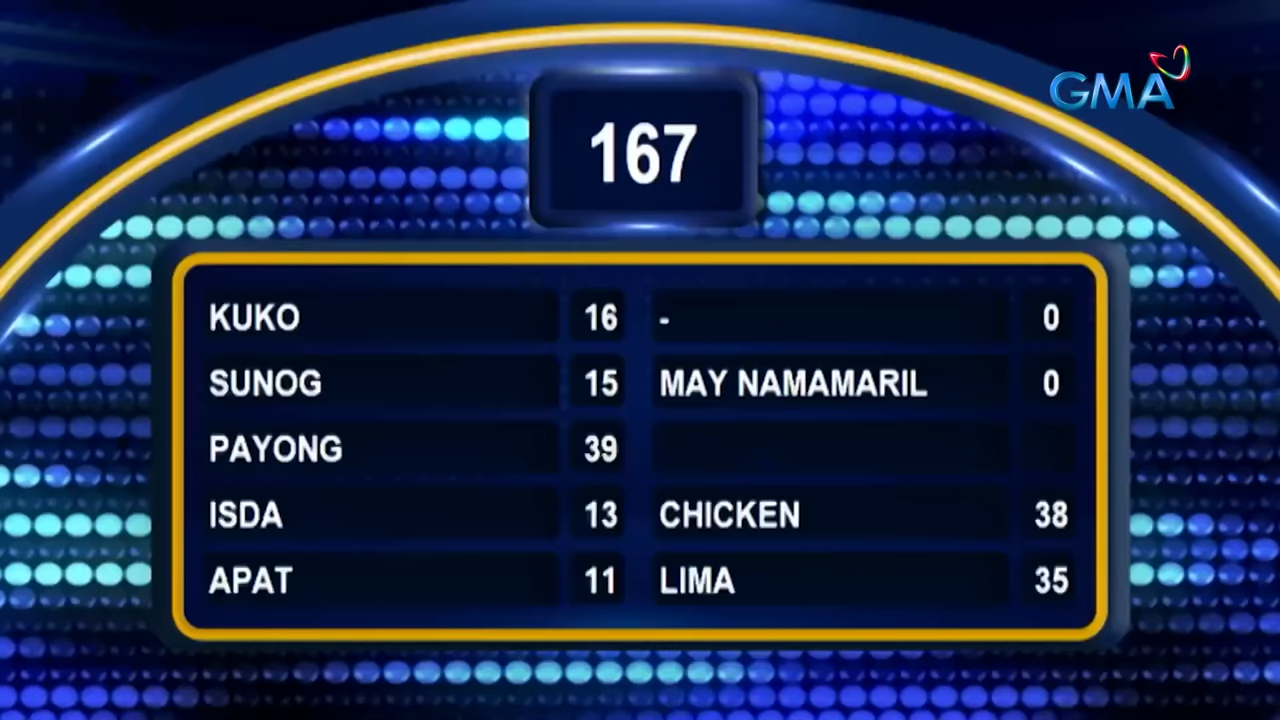 GMA
167
KUKO 16 - 0
SUNOG 15 MAY NAMAMARIL 0
PAYONG 39
ISDA 13 CHICKEN 38
APAT 11 LIMA 35